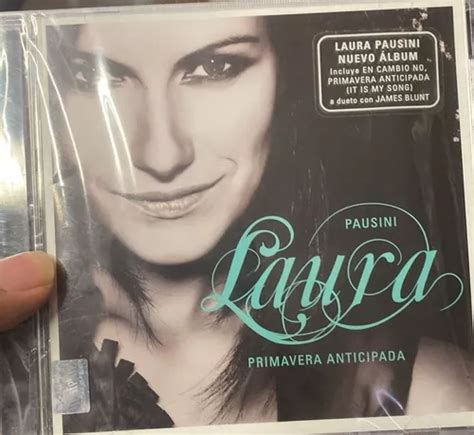 LAURA PAUSINI
NUEVO ÁLBUM
Incluye EN CAMBIO NO,
PRIMAVERA ANTICIPADA
(IT IS MY SONG)
a dueto con JAMES BLUNT
PAUSINI
Laura
PRIMAVERA ANTICIPADA